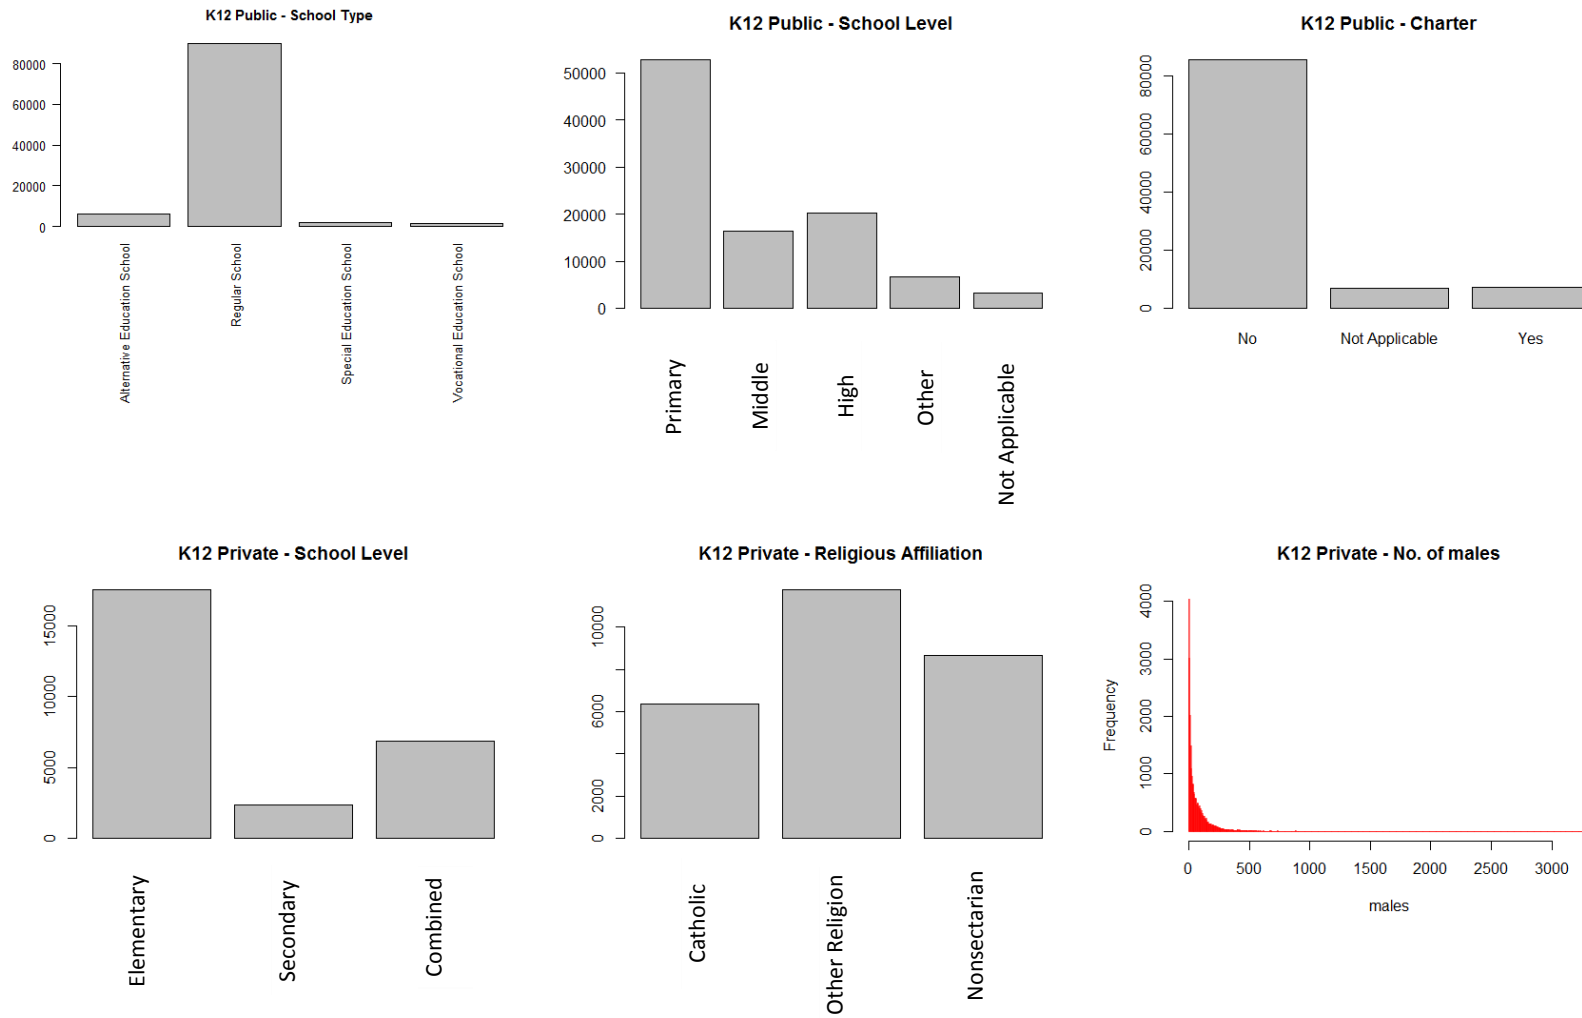 K12 Public - School Type
80000
60000
40000
20000
0
Alternative Education School
Regular School
Special Education School
Vocational Education School
K12 Public - School Level
50000
40000
30000
20000
10000
0
Primary
Middle
High
Other
Not Applicable
K12 Public - Charter
80000
60000
40000
20000
0
No
Not Applicable
Yes
K12 Private - School Level
15000
10000
5000
0
Elementary
Secondary
Combined
K12 Private - Religious Affiliation
10000
6000
2000
0
Catholic
Other Religion
Nonsectarian
K12 Private - No. of males
Frequency
4000
3000
2000
1000
0
0 500 1000 1500 2000 2500 3000
males